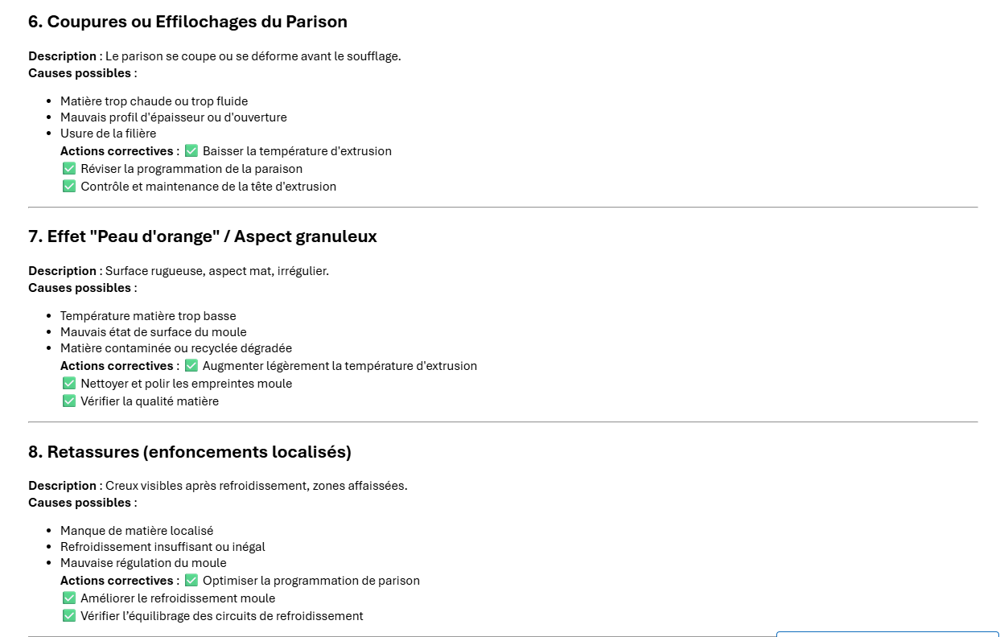 6. Coupures ou Effilochages du Parison
Description : Le parison se coupe ou se déforme avant le soufflage.
Causes possibles :
• Matière trop chaude ou trop fluide
• Mauvais profil d'épaisseur ou d'ouverture
• Usure de la filière
Actions correctives : ✅ Baisser la température d'extrusion
✅ Réviser la programmation de la paraison
✅ Contrôle et maintenance de la tête d'extrusion
7. Effet "Peau d'orange" / Aspect granuleux
Description : Surface rugueuse, aspect mat, irrégulier.
Causes possibles :
• Température matière trop basse
• Mauvais état de surface du moule
• Matière contaminée ou recyclée dégradée
Actions correctives : ✅ Augmenter légèrement la température d'extrusion
✅ Nettoyer et polir les empreintes moule
✅ Vérifier la qualité matière
8. Retassures (enfoncements localisés)
Description : Creux visibles après refroidissement, zones affaissées.
Causes possibles :
• Manque de matière localisé
• Refroidissement insuffisant ou inégal
• Mauvaise régulation du moule
Actions correctives : ✅ Optimiser la programmation de parison
✅ Améliorer le refroidissement moule
✅ Vérifier l’équilibrage des circuits de refroidissement